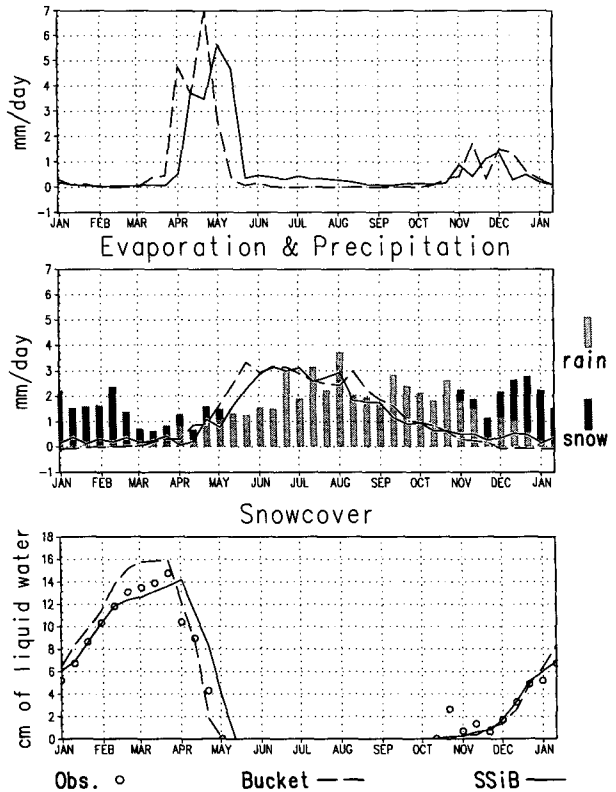 7
6
5
4
3
2
1
0
-1
mm/day
JAN FEB MAR APR MAY JUN JUL AUG SEP OCT NOV DEC JAN
Evaporation & Precipitation
7
6
5
4
3
2
1
0
-1
mm/day
JAN FEB MAR APR MAY JUN JUL AUG SEP OCT NOV DEC JAN
rain
snow
Snowcover
18
16
14
12
10
8
6
4
2
0
cm of liquid water
JAN FEB MAR APR MAY JUN JUL AUG SEP OCT NOV DEC JAN
Obs. Bucket SSiB